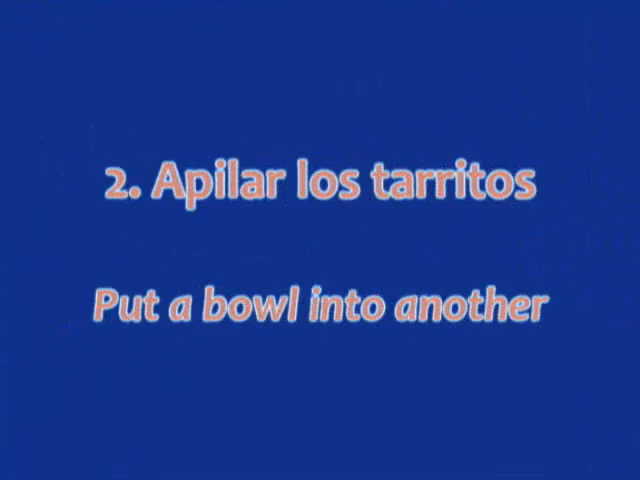 2. Apilar los tarritos
Put a bowl into another